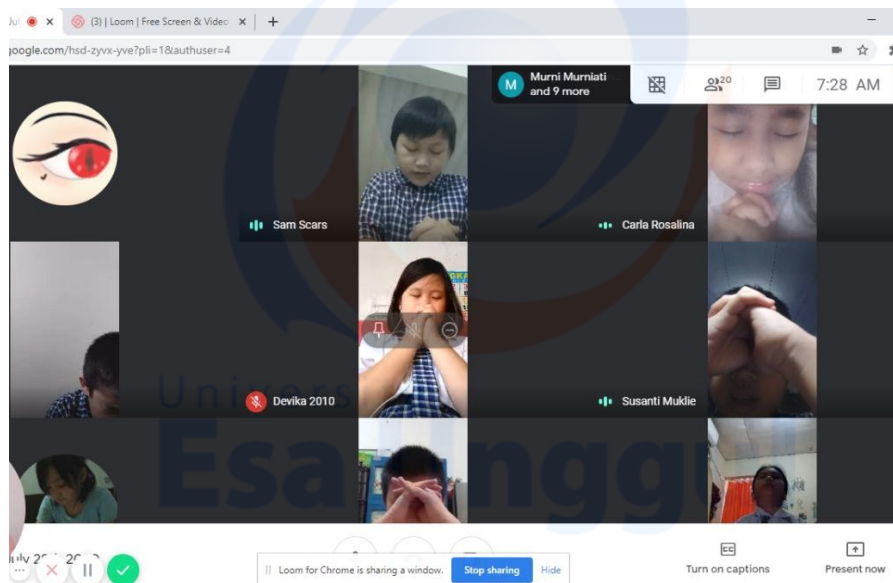 (3) | Loom | Free Screen & Video
google.com/hsd-zyvx-yve?pli=1&authuser=4
M
Murni Murniati
and 9 more
20
7:28 AM
Sam Scars
Carla Rosalina
Devika 2010
Susanti Muklie
Univers
Esa
nggul
Loom for Chrome is sharing a window.
Stop sharing
Hide
CC
Turn on captions
Present now